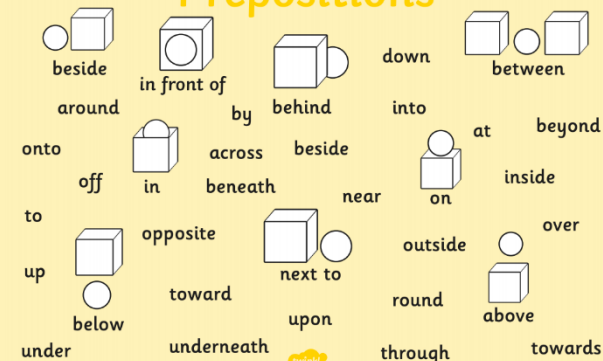 Prepositions
down
beside
between
in front of
around
by
behind
into
at
beyond
onto
across
beside
off
in
beneath
near
on
inside
to
opposite
over
outside
up
next to
toward
round
below
upon
above
under
underneath
through
towards